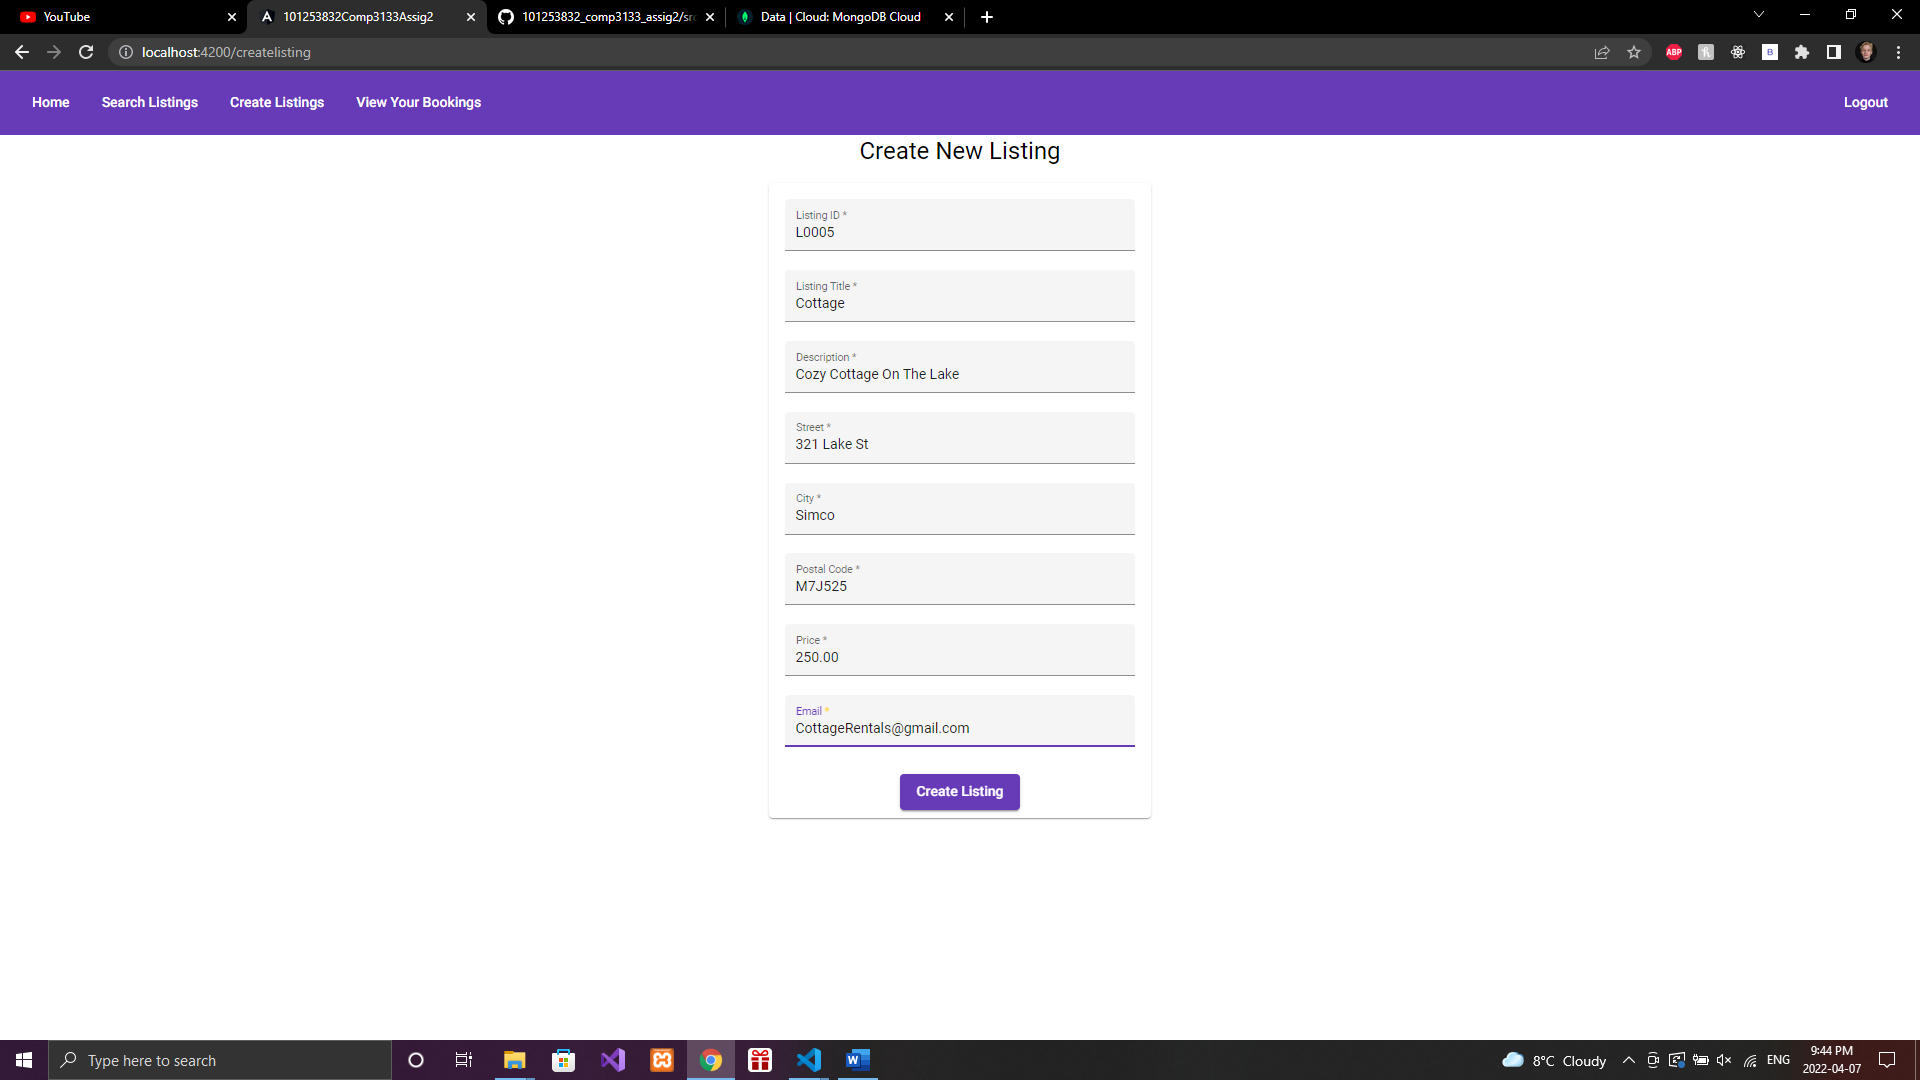 YouTube
101253832Comp3133Assig2
101253832_comp3133_assig2/src
Data | Cloud: MongoDB Cloud
localhost:4200/createlisting
ABP
B
Home
Search Listings
Create Listings
View Your Bookings
Logout
Create New Listing
Listing ID *
L0005
Listing Title *
Cottage
Description *
Cozy Cottage On The Lake
Street *
321 Lake St
City *
Simco
Postal Code *
M7J525
Price *
250.00
Email *
CottageRentals@gmail.com
Create Listing
Type here to search
8°C Cloudy
ENG
9:44 PM
2022-04-07